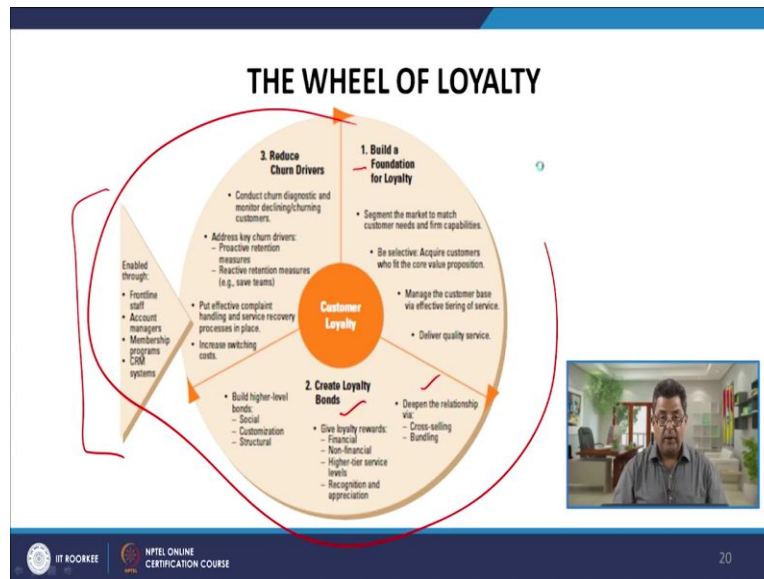 THE WHEEL OF LOYALTY
3. Reduce
Churn Drivers
• Conduct churn diagnostic and
monitor declining/churning
customers.
• Address key churn drivers:
– Proactive retention
measures
– Reactive retention measures
(e.g., save teams)
• Put effective complaint
handling and service recovery
processes in place.
• Increase switching
costs.
1. Build a
Foundation
for Loyalty
• Segment the market to match
customer needs and firm capabilities.
• Be selective: Acquire customers
who fit the core value proposition.
• Manage the customer base
via effective tiering of service.
• Deliver quality service.
Enabled
through:
• Frontline
staff
• Account
managers
• Membership
programs
• CRM
systems
Customer
Loyalty
2. Create Loyalty
Bonds
• Build higher-level
bonds:
– Social
– Customization
– Structural
• Give loyalty rewards:
– Financial
– Non-financial
– Higher-tier service
levels
– Recognition and
appreciation
• Deepen the relationship
via:
– Cross-selling
– Bundling
IIT ROORKEE
NPTEL ONLINE
CERTIFICATION COURSE
20